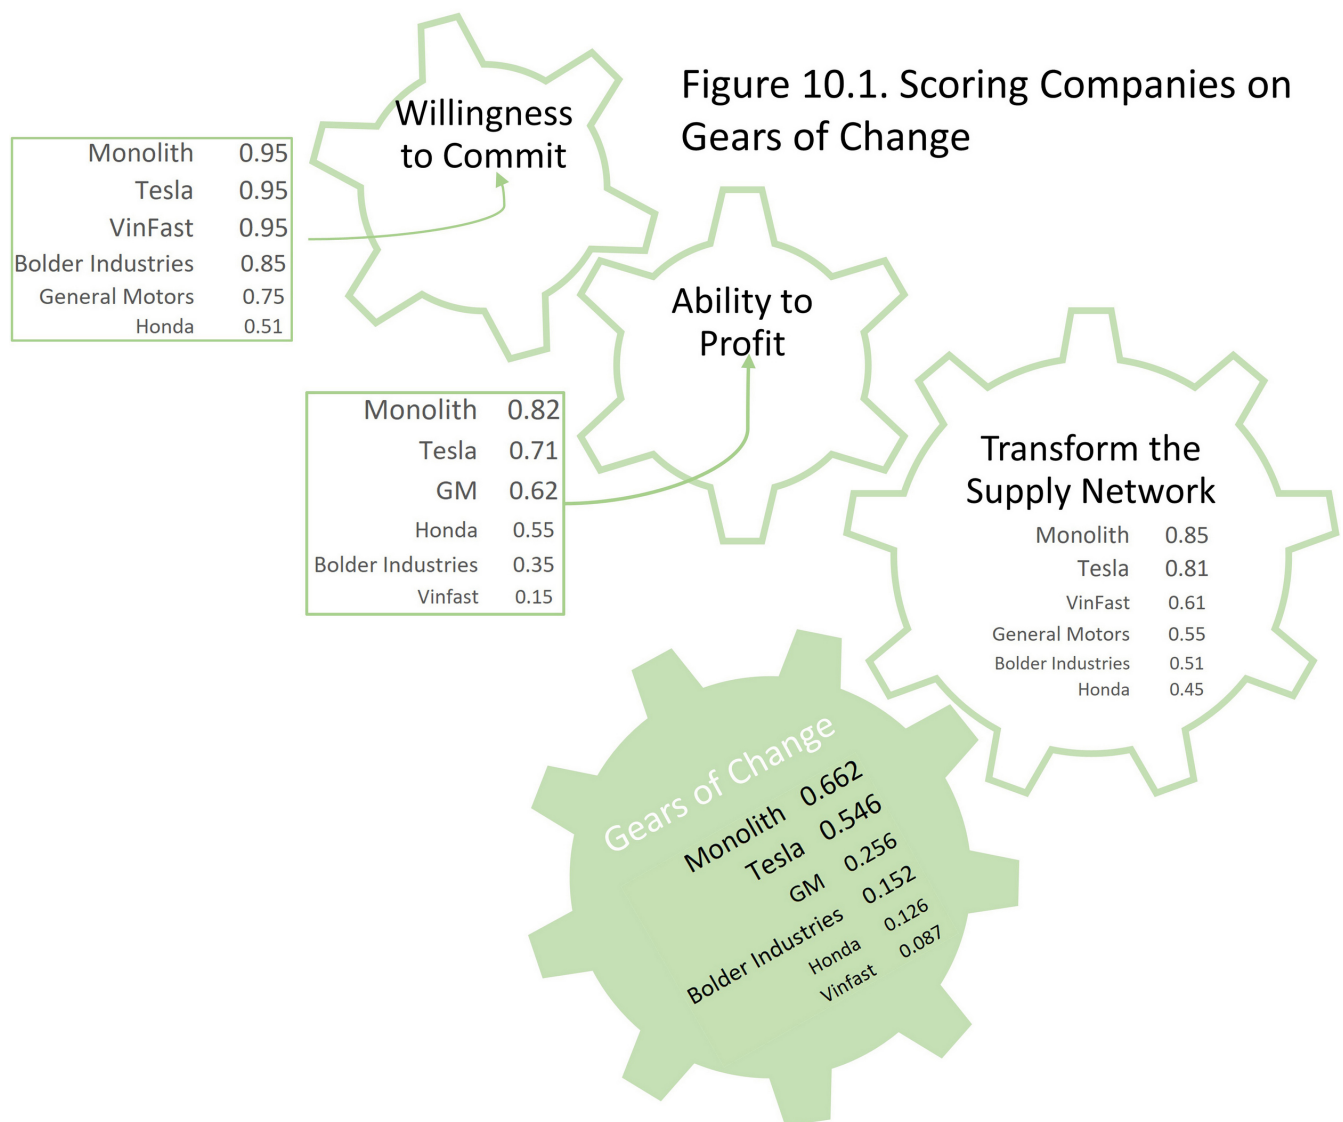 Figure 10.1. Scoring Companies on
Gears of Change
Willingness
to Commit
Monolith 0.95
Tesla 0.95
VinFast 0.95
Bolder Industries 0.85
General Motors 0.75
Honda 0.51
Ability to
Profit
Monolith 0.82
Tesla 0.71
GM 0.62
Honda 0.55
Bolder Industries 0.35
Vinfast 0.15
Transform the
Supply Network
Monolith 0.85
Tesla 0.81
VinFast 0.61
General Motors 0.55
Bolder Industries 0.51
Honda 0.45
Gears of Change
Monolith 0.662
Tesla 0.546
GM 0.256
Bolder Industries 0.152
Honda 0.126
Vinfast 0.087